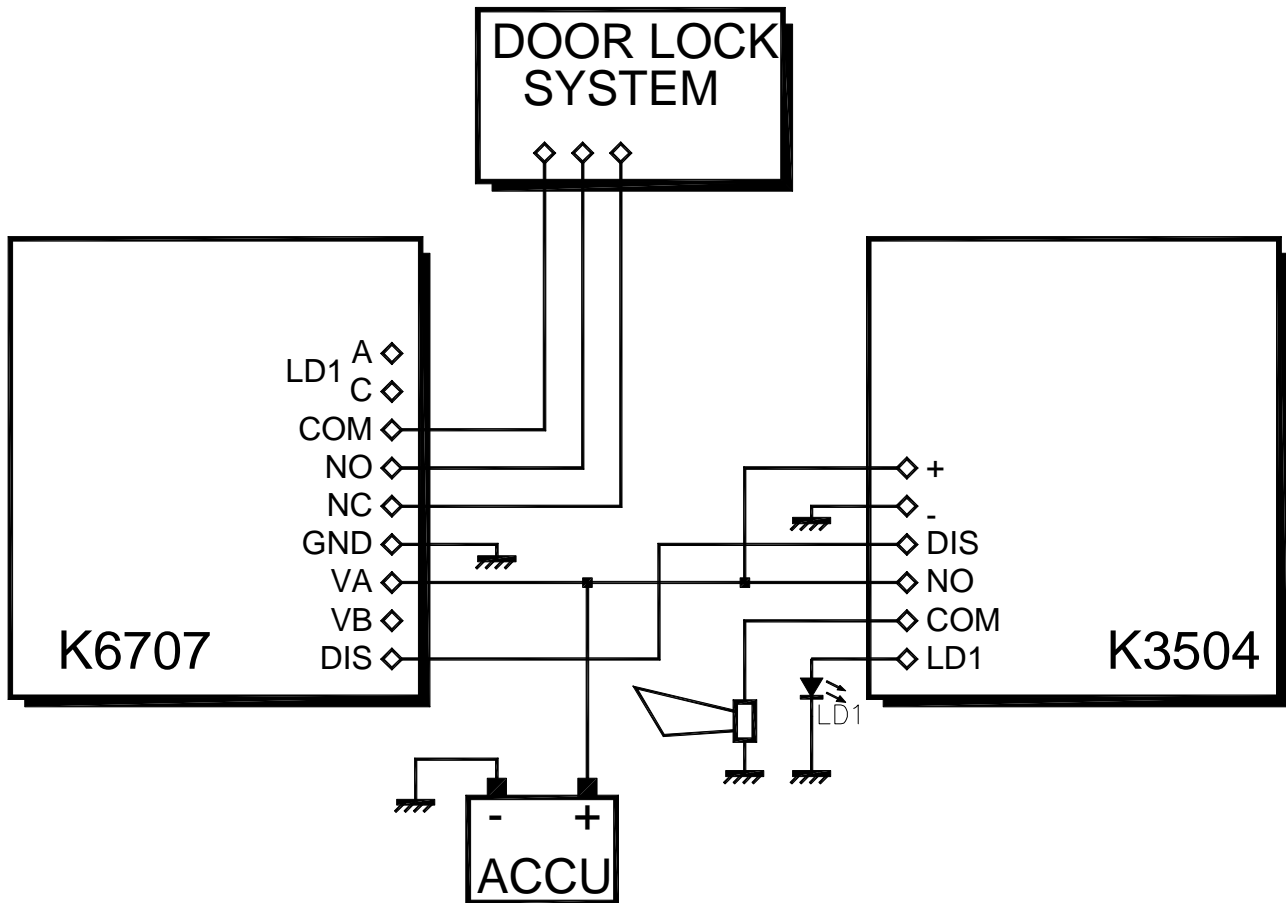 DOOR LOCK
SYSTEM
A
LD1
C
COM
NO
NC
GND
VA
VB
DIS
K6707
+
-
DIS
NO
COM
LD1
K3504
LD1
- +
ACCU